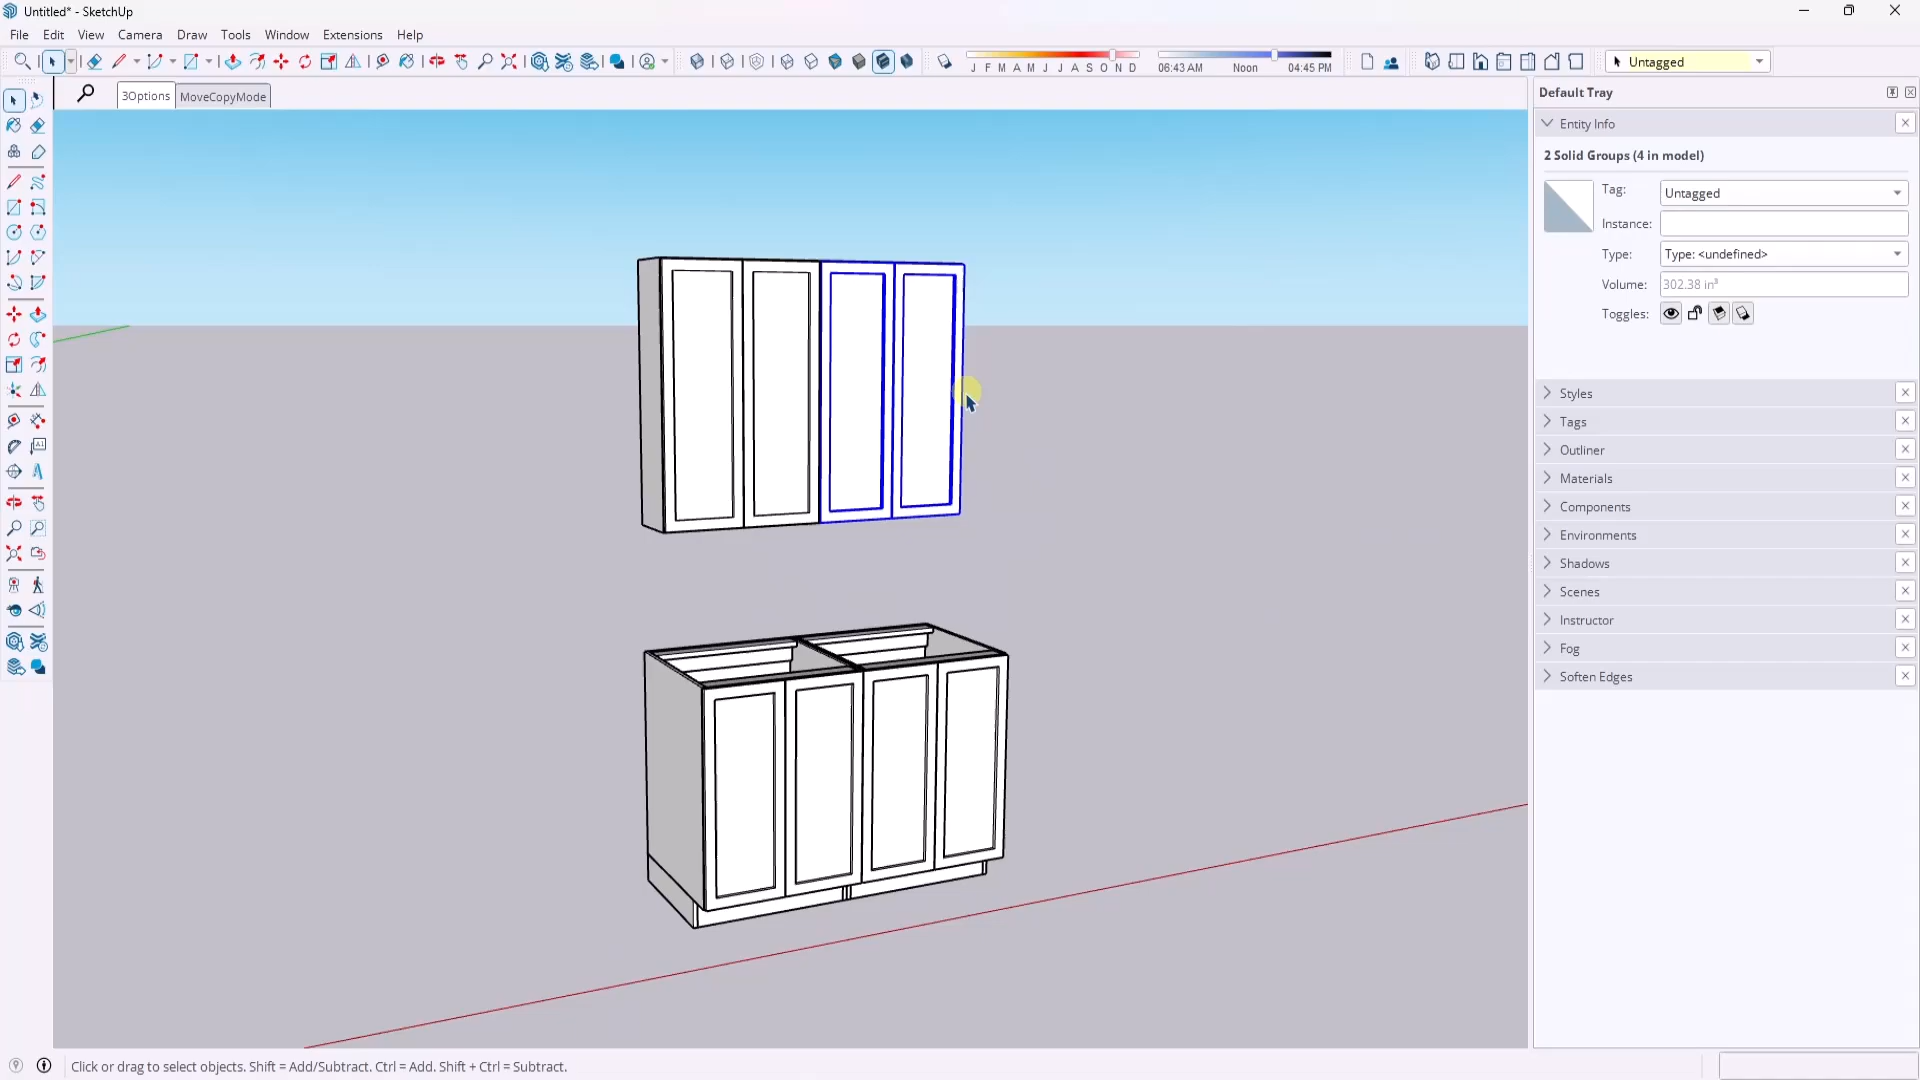 Untitled* - SketchUp
File Edit View Camera Draw Tools Window Extensions Help
J F M A M J J A S O N D
06:43 AM Noon 04:45 PM
Untagged
3Options MoveCopyMode
Default Tray
Entity Info
2 Solid Groups (4 in model)
Tag: Untagged
Instance:
Type: Type: <undefined>
Volume: 302.38 in³
Toggles:
Styles
Tags
Outliner
Materials
Components
Environments
Shadows
Scenes
Instructor
Fog
Soften Edges
Click or drag to select objects. Shift = Add/Subtract. Ctrl = Add. Shift + Ctrl = Subtract.